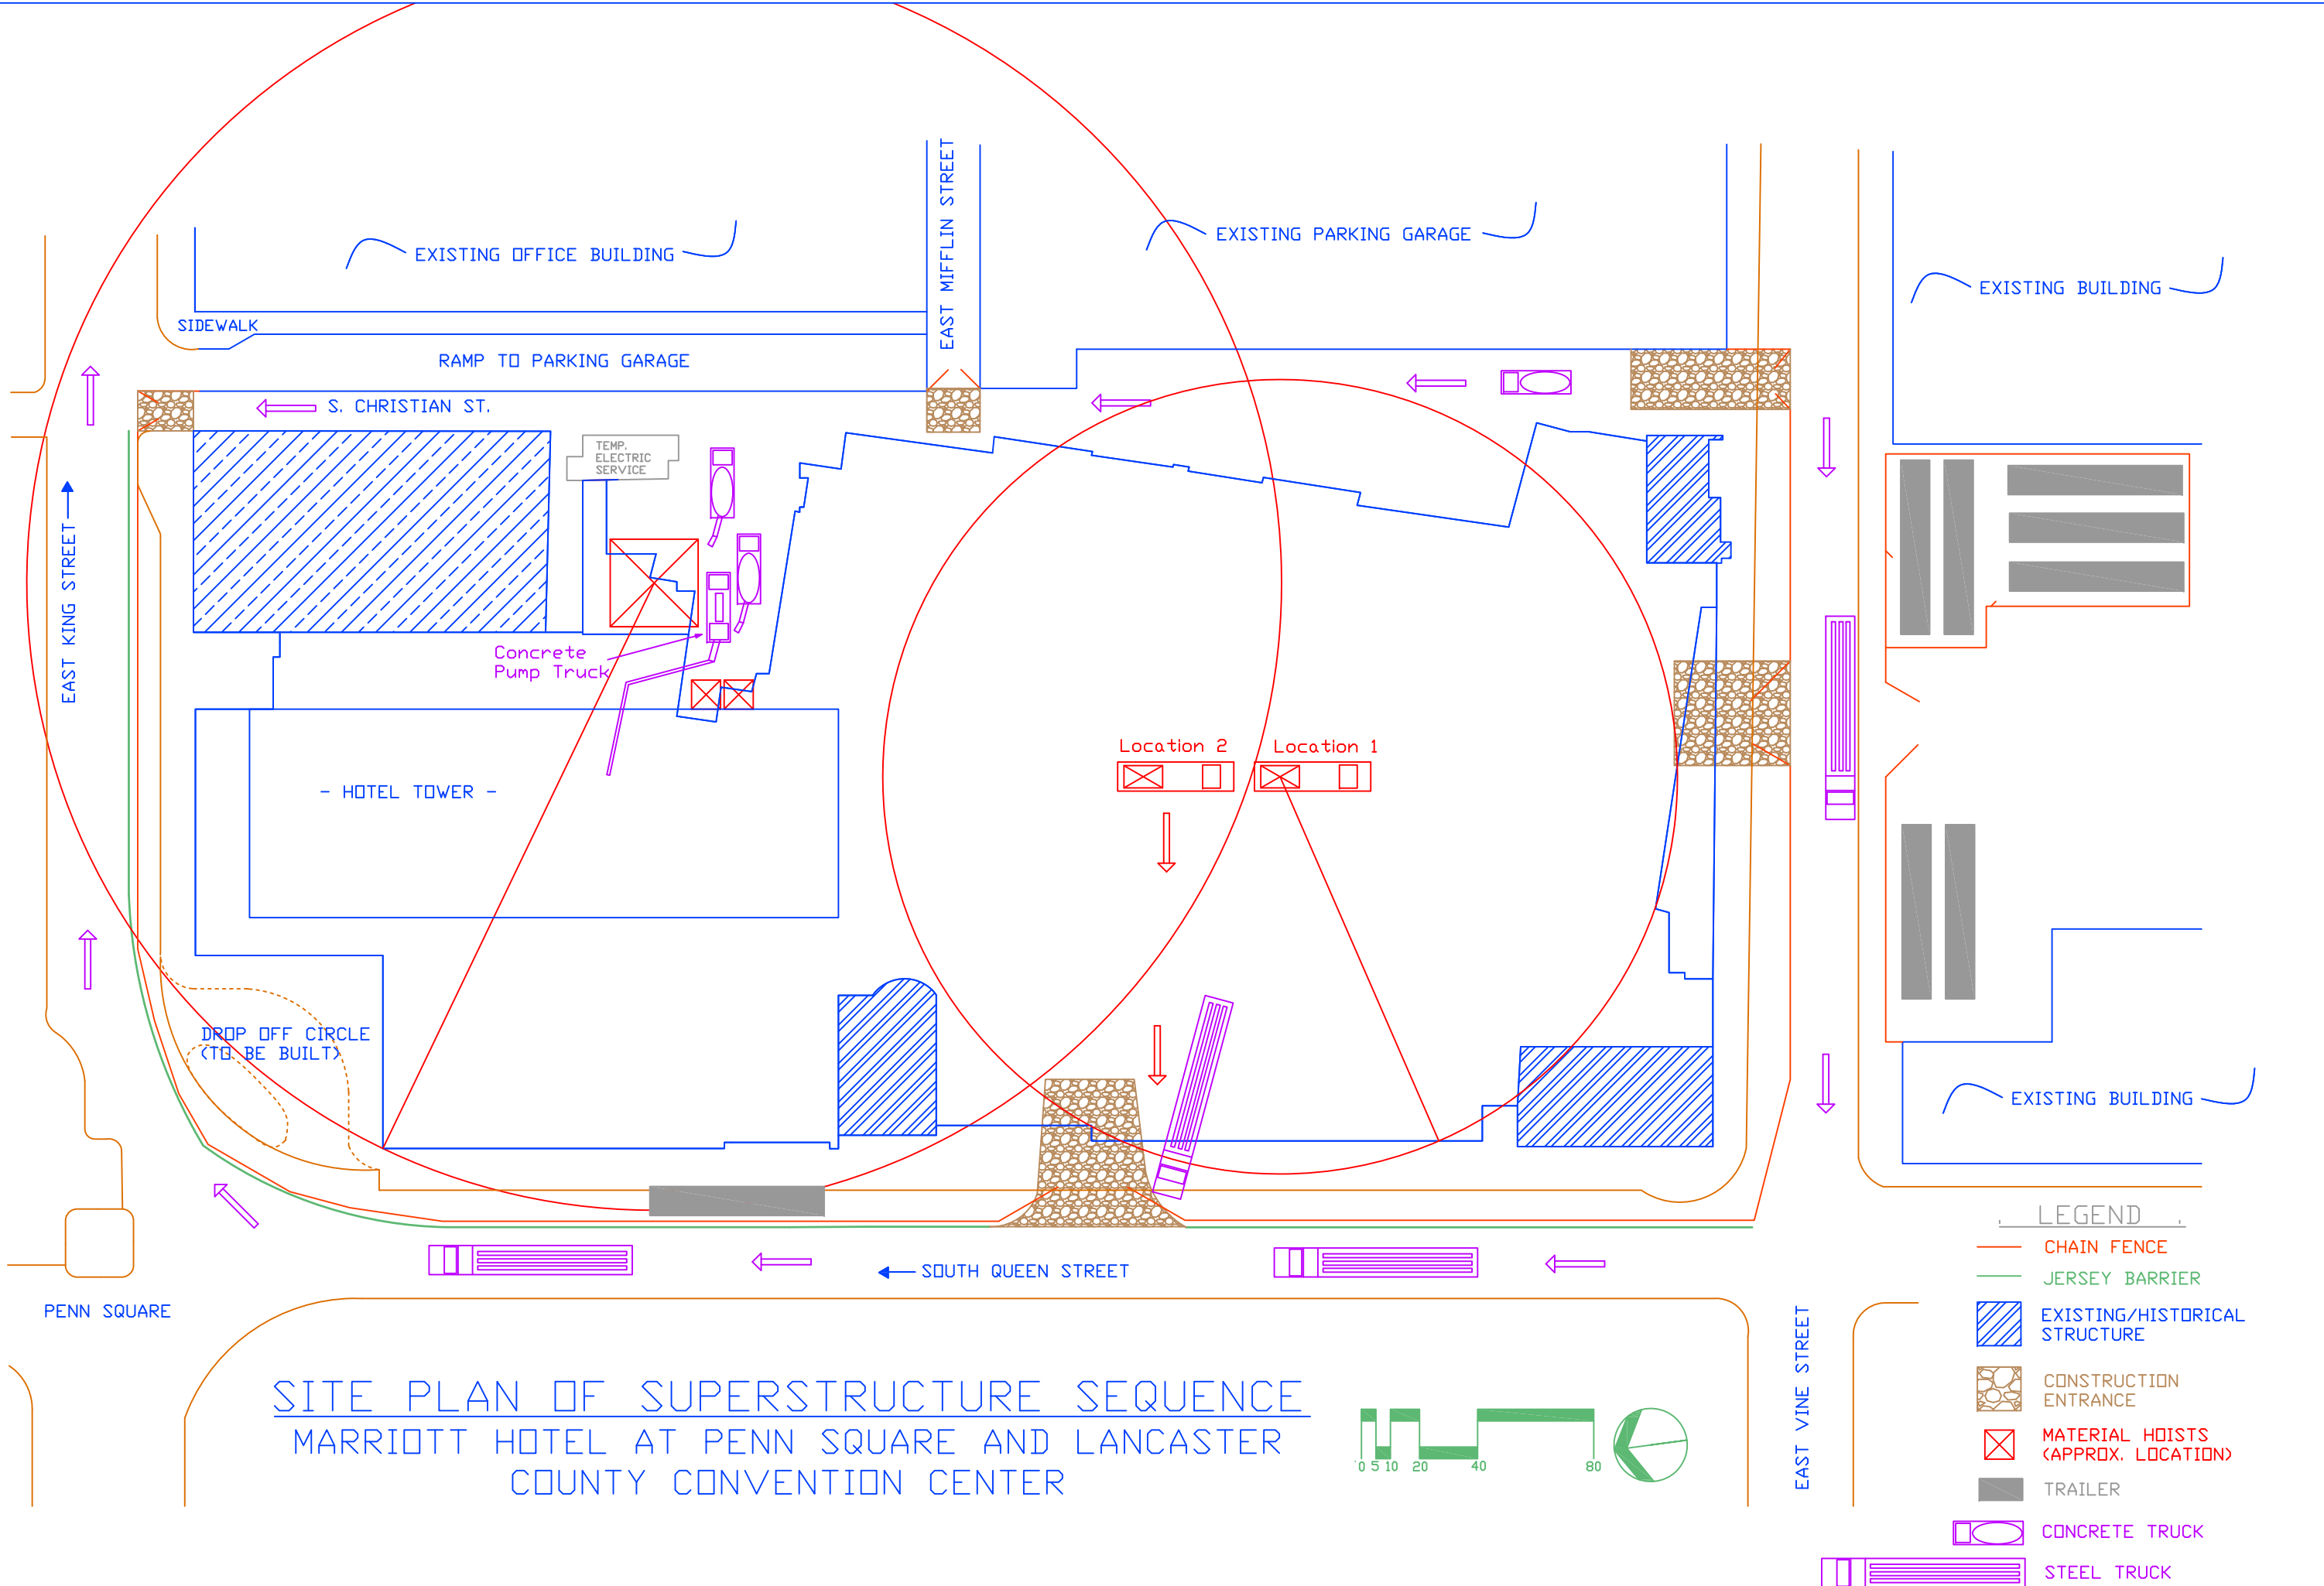 EAST MIFFLIN STREET
EXISTING OFFICE BUILDING
EXISTING PARKING GARAGE
EXISTING BUILDING
SIDEWALK
RAMP TO PARKING GARAGE
S. CHRISTIAN ST.
TEMP.
ELECTRIC
SERVICE
EAST KING STREET
Concrete
Pump Truck
Location 2
Location 1
- HOTEL TOWER -
DROP OFF CIRCLE
(TO BE BUILT)
EXISTING BUILDING
SOUTH QUEEN STREET
PENN SQUARE
EAST VINE STREET
LEGEND
CHAIN FENCE
JERSEY BARRIER
EXISTING/HISTORICAL
STRUCTURE
CONSTRUCTION
ENTRANCE
MATERIAL HOISTS
(APPROX. LOCATION)
TRAILER
CONCRETE TRUCK
STEEL TRUCK
SITE PLAN OF SUPERSTRUCTURE SEQUENCE
MARRIOTT HOTEL AT PENN SQUARE AND LANCASTER
COUNTY CONVENTION CENTER
0 5 10 20 40 80